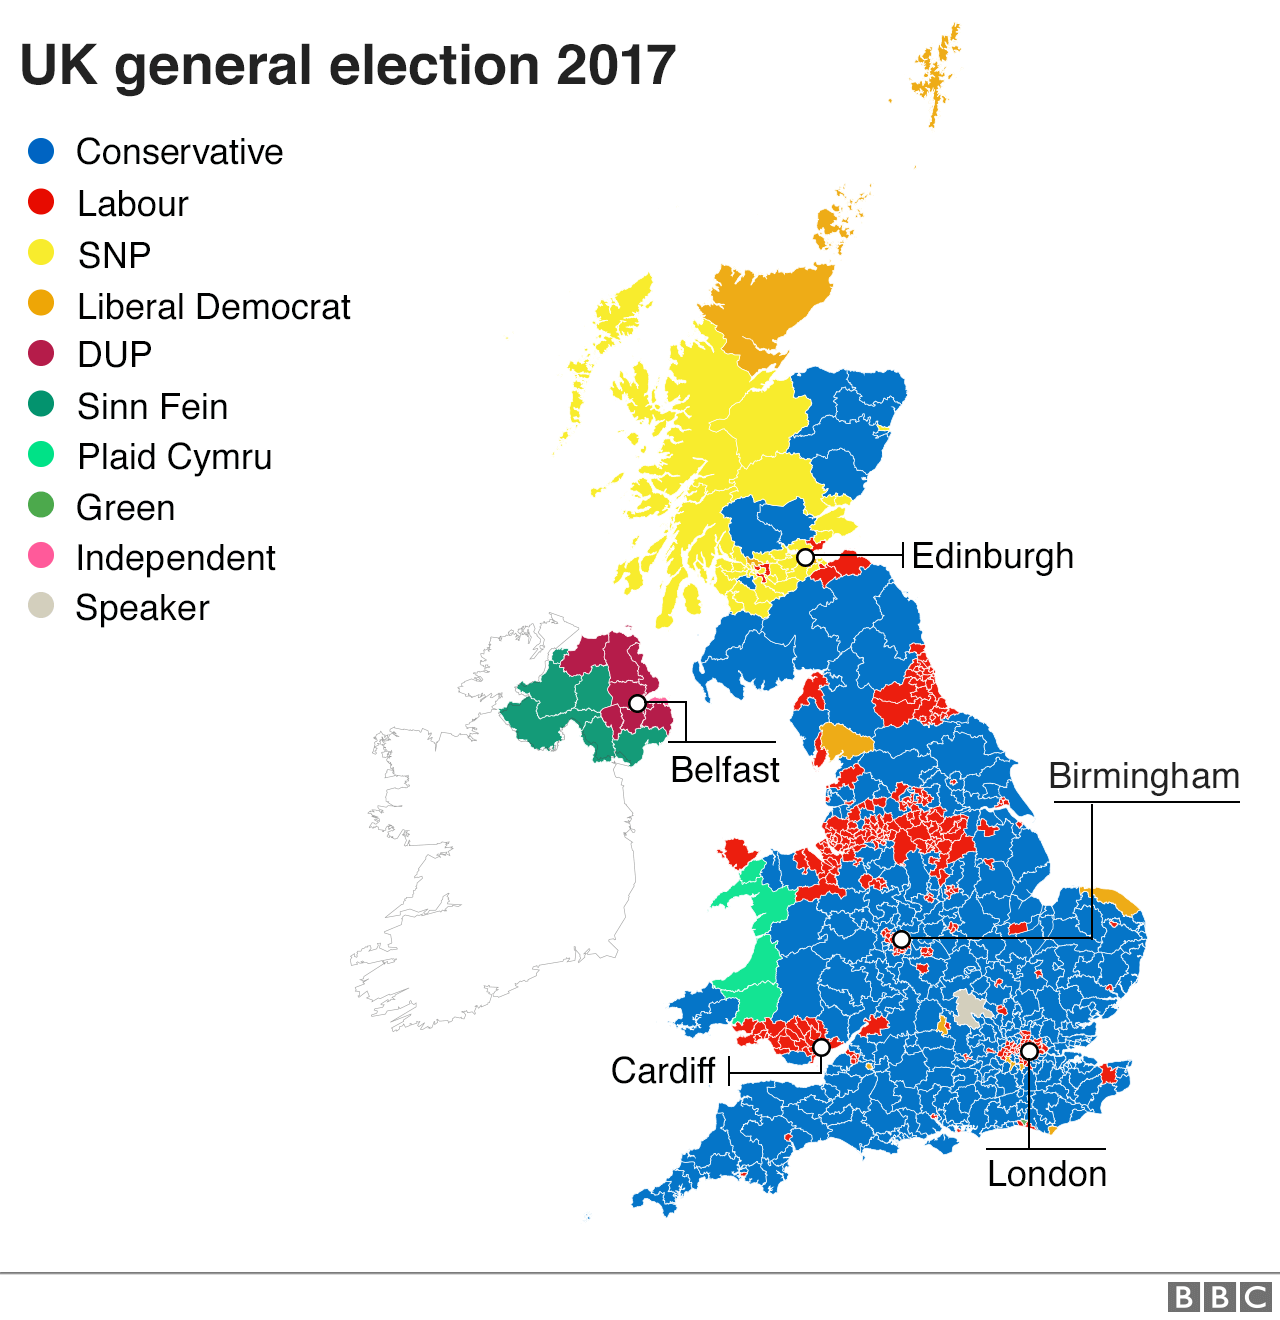 UK general election 2017
Conservative
Labour
SNP
Liberal Democrat
DUP
Sinn Fein
Plaid Cymru
Green
Independent
Speaker
Edinburgh
Belfast
Birmingham
Cardiff
London
BBC